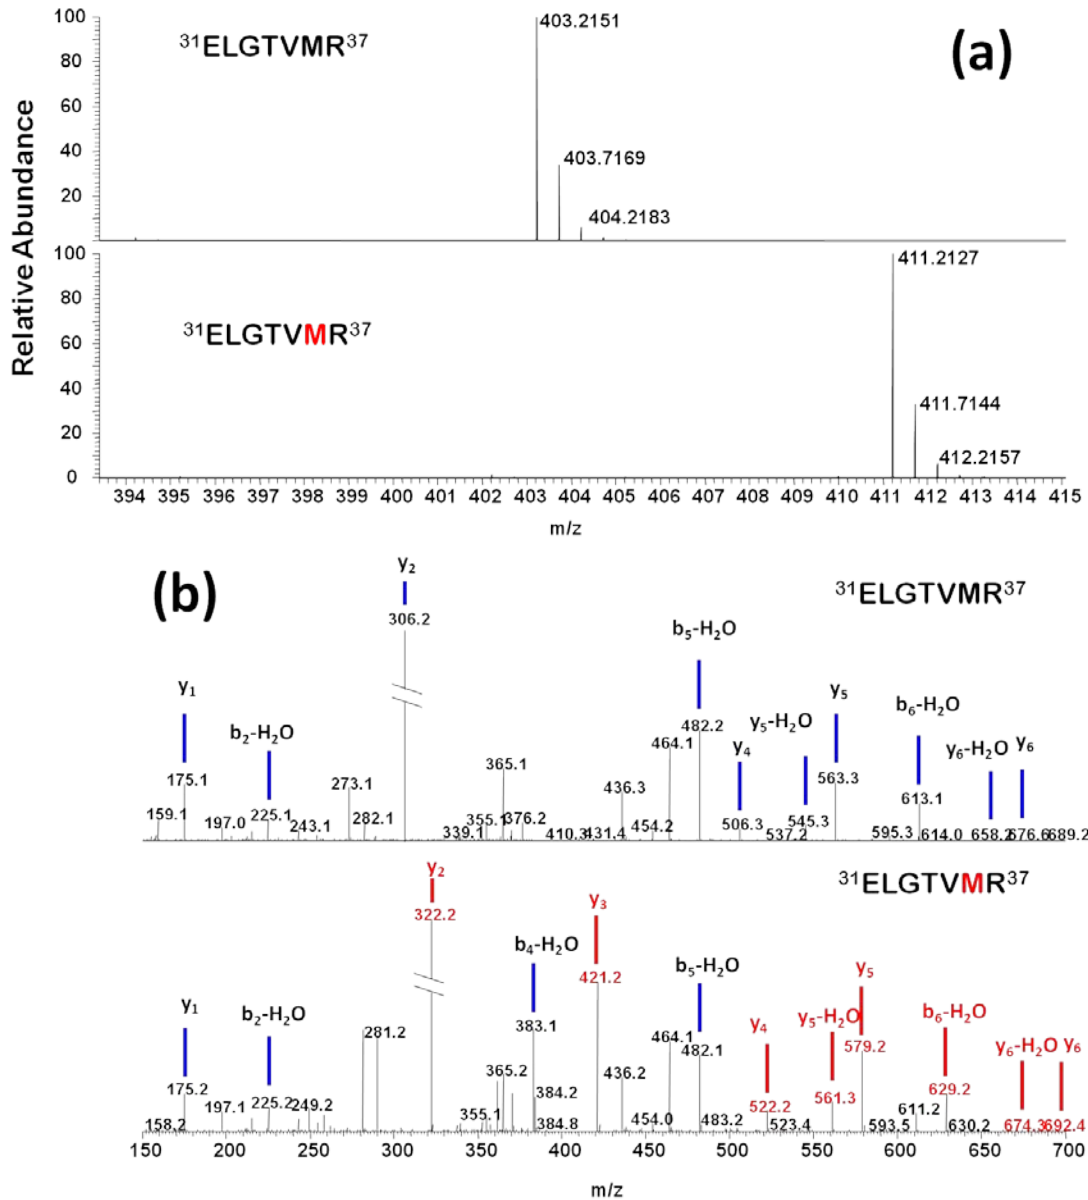 (a)
Relative Abundance
100
80
60
40
20
³¹ELGTVMR³⁷
403.2151
403.7169
404.2183
100
80
60
40
20
0
³¹ELGTVMR³⁷
411.2127
411.7144
412.2157
394 395 396 397 398 399 400 402 402 403 404 405 406 407 408 409 410 411 412 413 414 415
m/z
(b)
³¹ELGTVMR³⁷
y₁
b₂-H₂O
y₂
b₅-H₂O
y₄
y₅-H₂O
y₅
b₆-H₂O
y₆-H₂O
y₆
159.1
175.1
197.0
225.1
243.1
273.1
282.1
306.2
339.1
355.1
365.1
376.2
410.3
431.4
436.3
454.2
464.1
482.2
506.3
537.2
545.3
563.3
595.3
613.1
614.0
658.2
676.6
689.2
³¹ELGTVMR³⁷
y₁
b₂-H₂O
y₂
b₄-H₂O
y₃
b₅-H₂O
y₄
y₅-H₂O
y₅
b₆-H₂O
y₆-H₂O
y₆
158.2
175.2
197.1
225.2
249.2
281.2
322.2
355.1
365.2
383.1
384.2
384.8
421.2
436.2
454.0
464.1
482.1
483.2
522.2
523.4
561.3
579.2
593.5
611.2
629.2
630.2
674.3
692.4
150 200 250 300 350 400 450 500 550 600 650 700
m/z